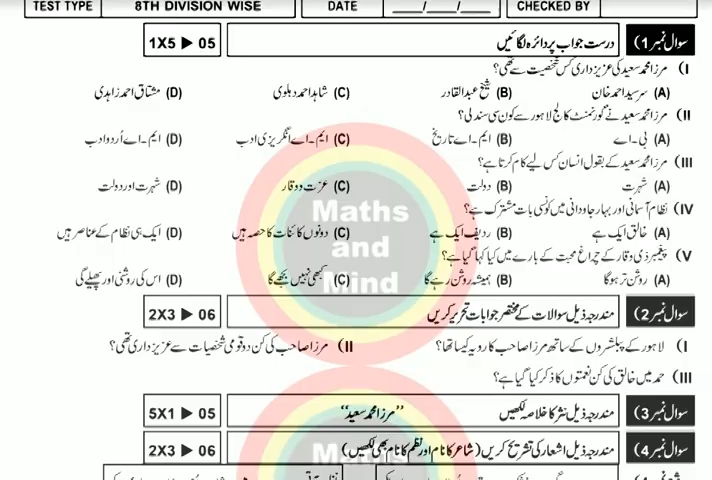 TEST TYPE 8TH DIVISION WISE DATE ___/___/___ CHECKED BY
سوال نمبر 1) درست جواب پر دائرہ لگائیں 1X5 ▶ 05
I) مرزا محمد سعید کی عزیز داری کس شخصیت سے تھی؟
(A) سر سید احمد خان (B) شیخ عبدالقادر (C) شاہد احمد دہلوی (D) مشتاق احمد زاہدی
II) مرزا محمد سعید نے گورنمنٹ کالج لاہور سے کون سی سند لی؟
(A) بی۔اے (B) ایم۔اے تاریخ (C) ایم۔اے انگریزی ادب (D) ایم۔اے اُردو ادب
III) مرزا محمد سعید کے بقول انسان کس لیے کام کرتا ہے؟
(A) شہرت (B) دولت (C) عزت و وقار (D) شہرت اور دولت
IV) نظام آسمانی اور بہار جاودانی میں کونسی بات مشترک ہے؟
(A) خالق ایک ہے (B) ردیف ایک ہے (C) دونوں کائنات کا حصہ ہیں (D) ایک ہی نظام کے عناصر ہیں
V) پیغمبر ذی وقار کے چراغ محبت کے بارے میں کیا کہا گیا ہے؟
(A) روشن تر ہوگا (B) ہمیشہ روشن رہے گا (C) کبھی نہیں بجھے گا (D) اس کی روشنی اور پھیلے گی
Maths
and
Mind
سوال نمبر 2) مندرجہ ذیل سوالات کے مختصر جوابات تحریر کریں 2X3 ▶ 06
I) لاہور کے پبلشروں کے ساتھ مرزا صاحب کا رویہ کیسا تھا؟ II) مرزا صاحب کی کن دو قومی شخصیات سے عزیز داری تھی؟
III) حمد میں خالق کی کن نعمتوں کا ذکر کیا گیا ہے؟
سوال نمبر 3) مندرجہ ذیل نثر کا خلاصہ لکھیں "مرزا محمد سعید" 5X1 ▶ 05
سوال نمبر 4) مندرجہ ذیل اشعار کی تشریح کریں (شاعر کا نام اور نظم کا نام بھی لکھیں) 2X3 ▶ 06
Maths